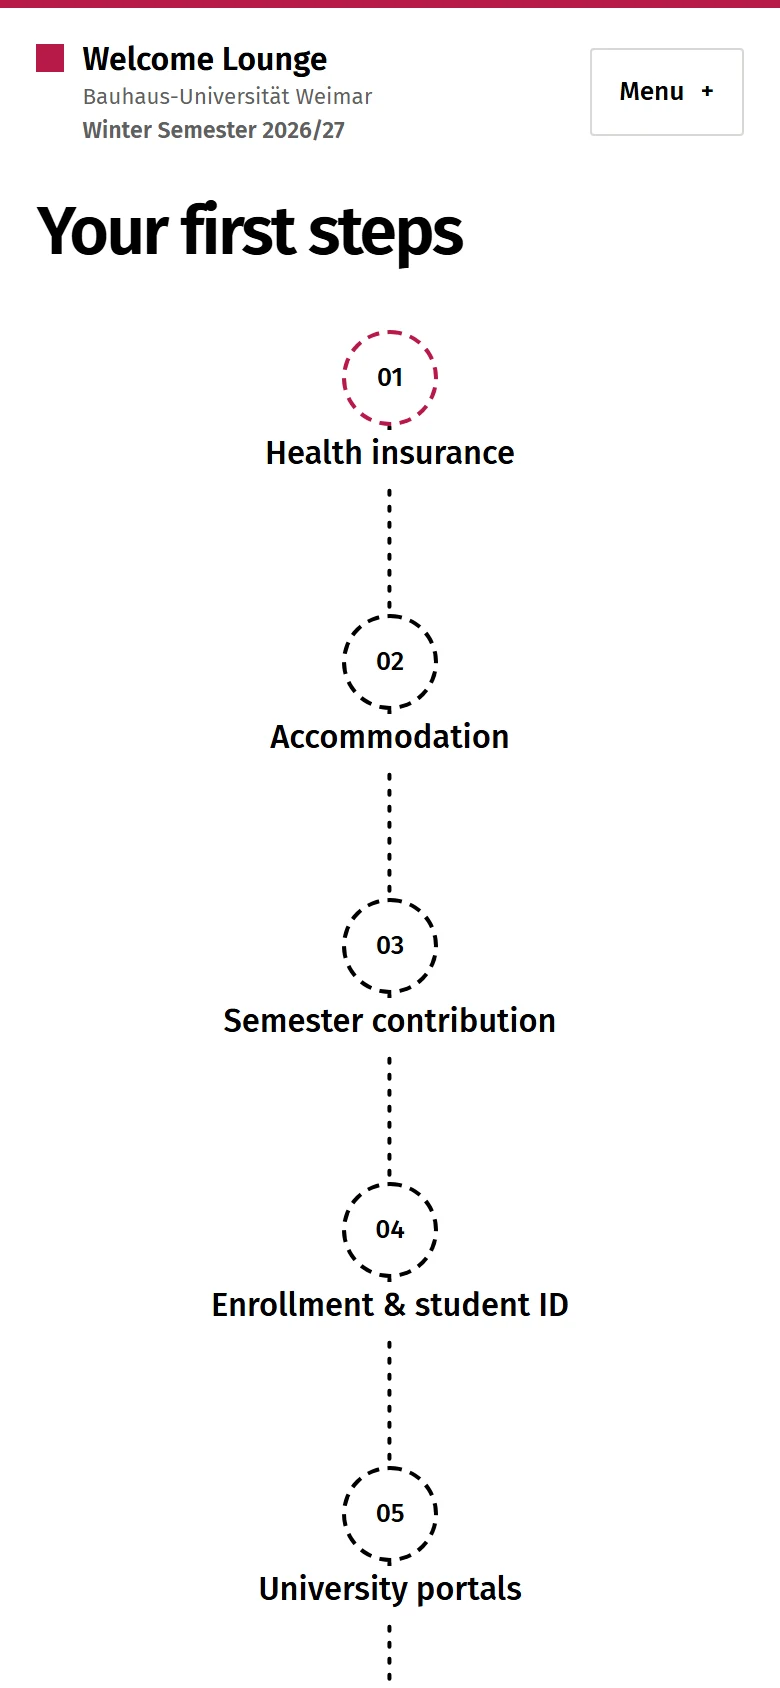 Welcome Lounge
Bauhaus-Universität Weimar
Winter Semester 2026/27
Menu +
Your first steps
01
Health insurance
02
Accommodation
03
Semester contribution
04
Enrollment & student ID
05
University portals